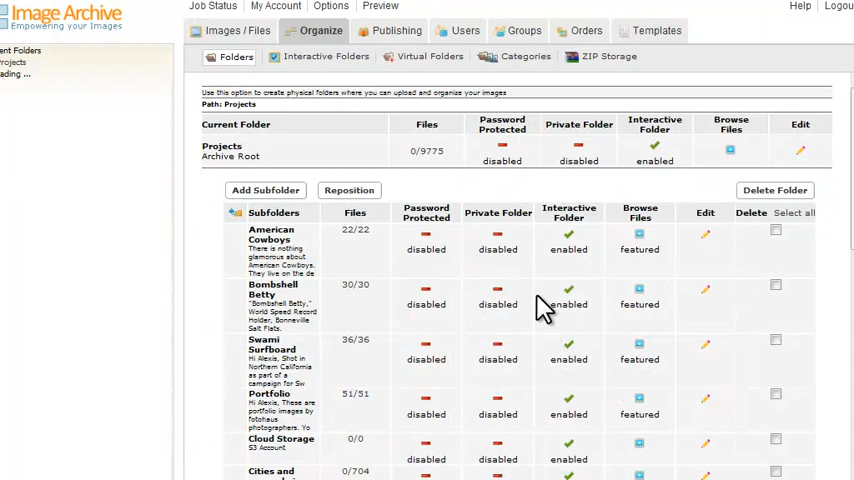 Image Archive
Empowering your Images
Job Status
My Account
Options
Preview
Help
Logou
Images / Files
Organize
Publishing
Users
Groups
Orders
Templates
Folders
Interactive Folders
Virtual Folders
Categories
ZIP Storage
ent Folders
Projects
ading ...
Use this option to create physical folders where you can upload and organize your images
Path: Projects
Current Folder Files Password Protected Private Folder Interactive Folder Browse Files Edit
Projects
Archive Root
0/9775
disabled disabled enabled
Add Subfolder
Reposition
Delete Folder
Subfolders Files Password Protected Private Folder Interactive Folder Browse Files Edit Delete Select all
American Cowboys
22/22
There is nothing
glamorous about
American Cowboys.
They live on the de
disabled disabled enabled featured
Bombshell Betty
30/30
"Bombshell Betty,"
World Speed Record
Holder, Bonneville
Salt Flats.
disabled disabled enabled featured
Swami Surfboard
36/36
Hi Alexis, Shot in
Northern California
as part of a
campaign for Sw
disabled disabled enabled featured
Portfolio
51/51
Hi Alexis, These are
portfolio images by
fotohaus
photographers. Yo
disabled disabled enabled featured
Cloud Storage
0/0
S3 Account
disabled disabled enabled
Cities and
0/704